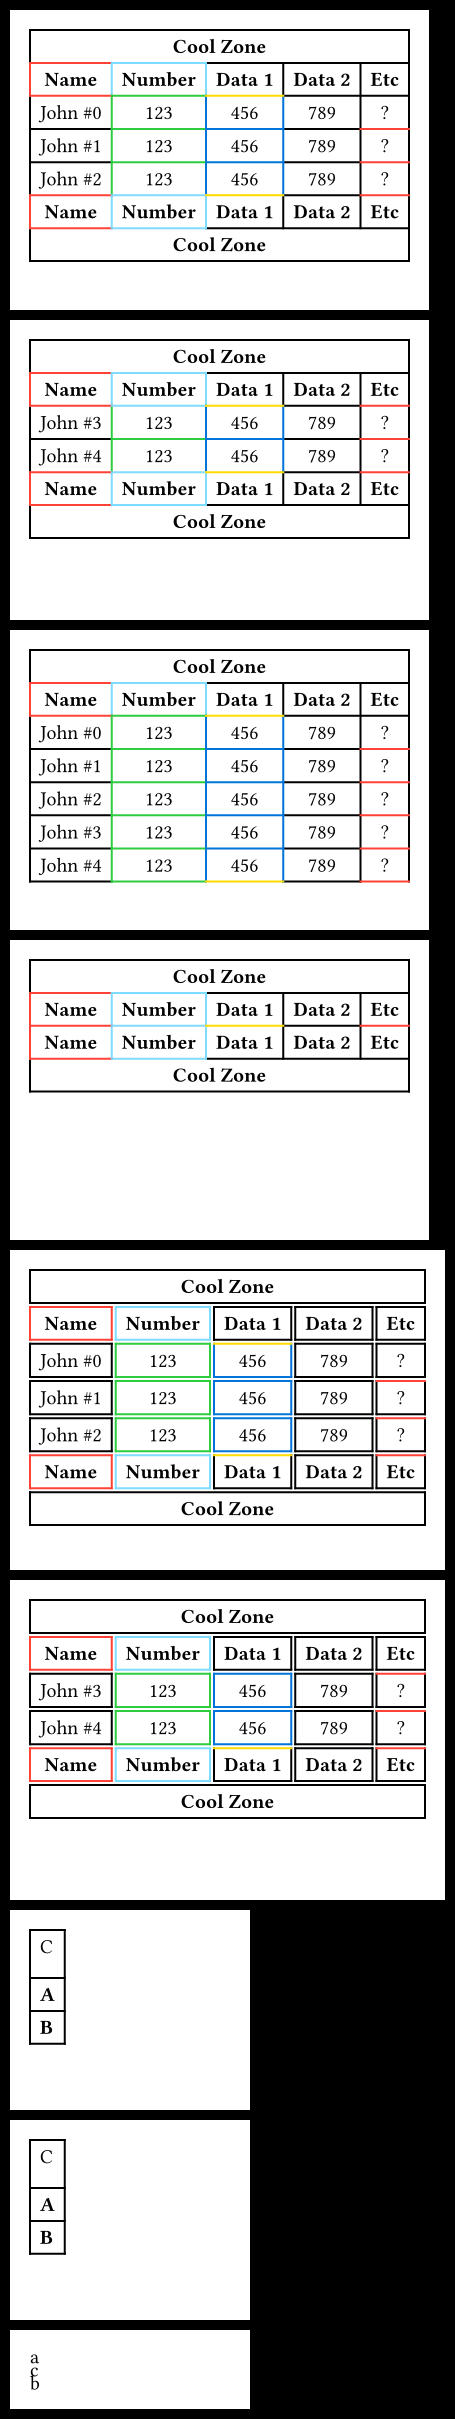 Cool Zone
Name Number Data 1 Data 2 Etc
John #0 123 456 789 ?
John #1 123 456 789 ?
John #2 123 456 789 ?
Name Number Data 1 Data 2 Etc
Cool Zone
Cool Zone
Name Number Data 1 Data 2 Etc
John #3 123 456 789 ?
John #4 123 456 789 ?
Name Number Data 1 Data 2 Etc
Cool Zone
Cool Zone
Name Number Data 1 Data 2 Etc
John #0 123 456 789 ?
John #1 123 456 789 ?
John #2 123 456 789 ?
John #3 123 456 789 ?
John #4 123 456 789 ?
Cool Zone
Name Number Data 1 Data 2 Etc
Name Number Data 1 Data 2 Etc
Cool Zone
Cool Zone
Name Number Data 1 Data 2 Etc
John #0 123 456 789 ?
John #1 123 456 789 ?
John #2 123 456 789 ?
Name Number Data 1 Data 2 Etc
Cool Zone
Cool Zone
Name Number Data 1 Data 2 Etc
John #3 123 456 789 ?
John #4 123 456 789 ?
Name Number Data 1 Data 2 Etc
Cool Zone
C
A
B
C
A
B
a
c
b